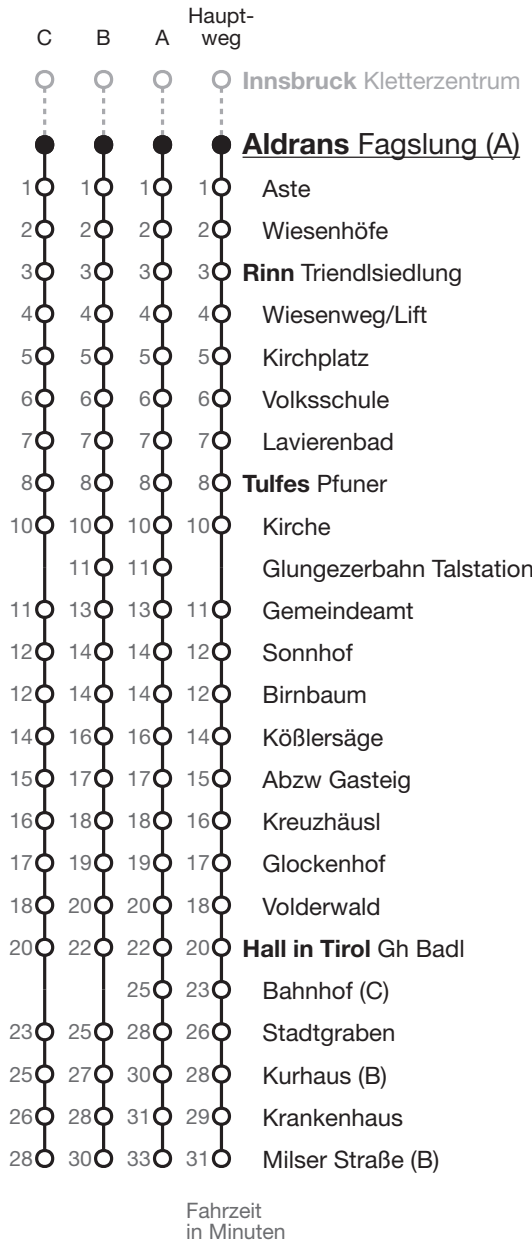 Haupt-
C B A weg
Innsbruck Kletterzentrum
Aldrans Fagslung (A)
1 1 1 1 Aste
2 2 2 2 Wiesenhöfe
3 3 3 3 Rinn Triendlsiedlung
4 4 4 4 Wiesenweg/Lift
5 5 5 5 Kirchplatz
6 6 6 6 Volksschule
7 7 7 7 Lavierenbad
8 8 8 8 Tulfes Pfuner
10 10 10 10 Kirche
11 11 Glungezerbahn Talstation
11 13 13 11 Gemeindeamt
12 14 14 12 Sonnhof
12 14 14 12 Birnbaum
14 16 16 14 Kößlersäge
15 17 17 15 Abzw Gasteig
16 18 18 16 Kreuzhäusl
17 19 19 17 Glockenhof
18 20 20 18 Volderwald
20 22 22 20 Hall in Tirol Gh Badl
25 23 Bahnhof (C)
23 25 28 26 Stadtgraben
25 27 30 28 Kurhaus (B)
26 28 31 29 Krankenhaus
28 30 33 31 Milser Straße (B)
Fahrzeit
in Minuten